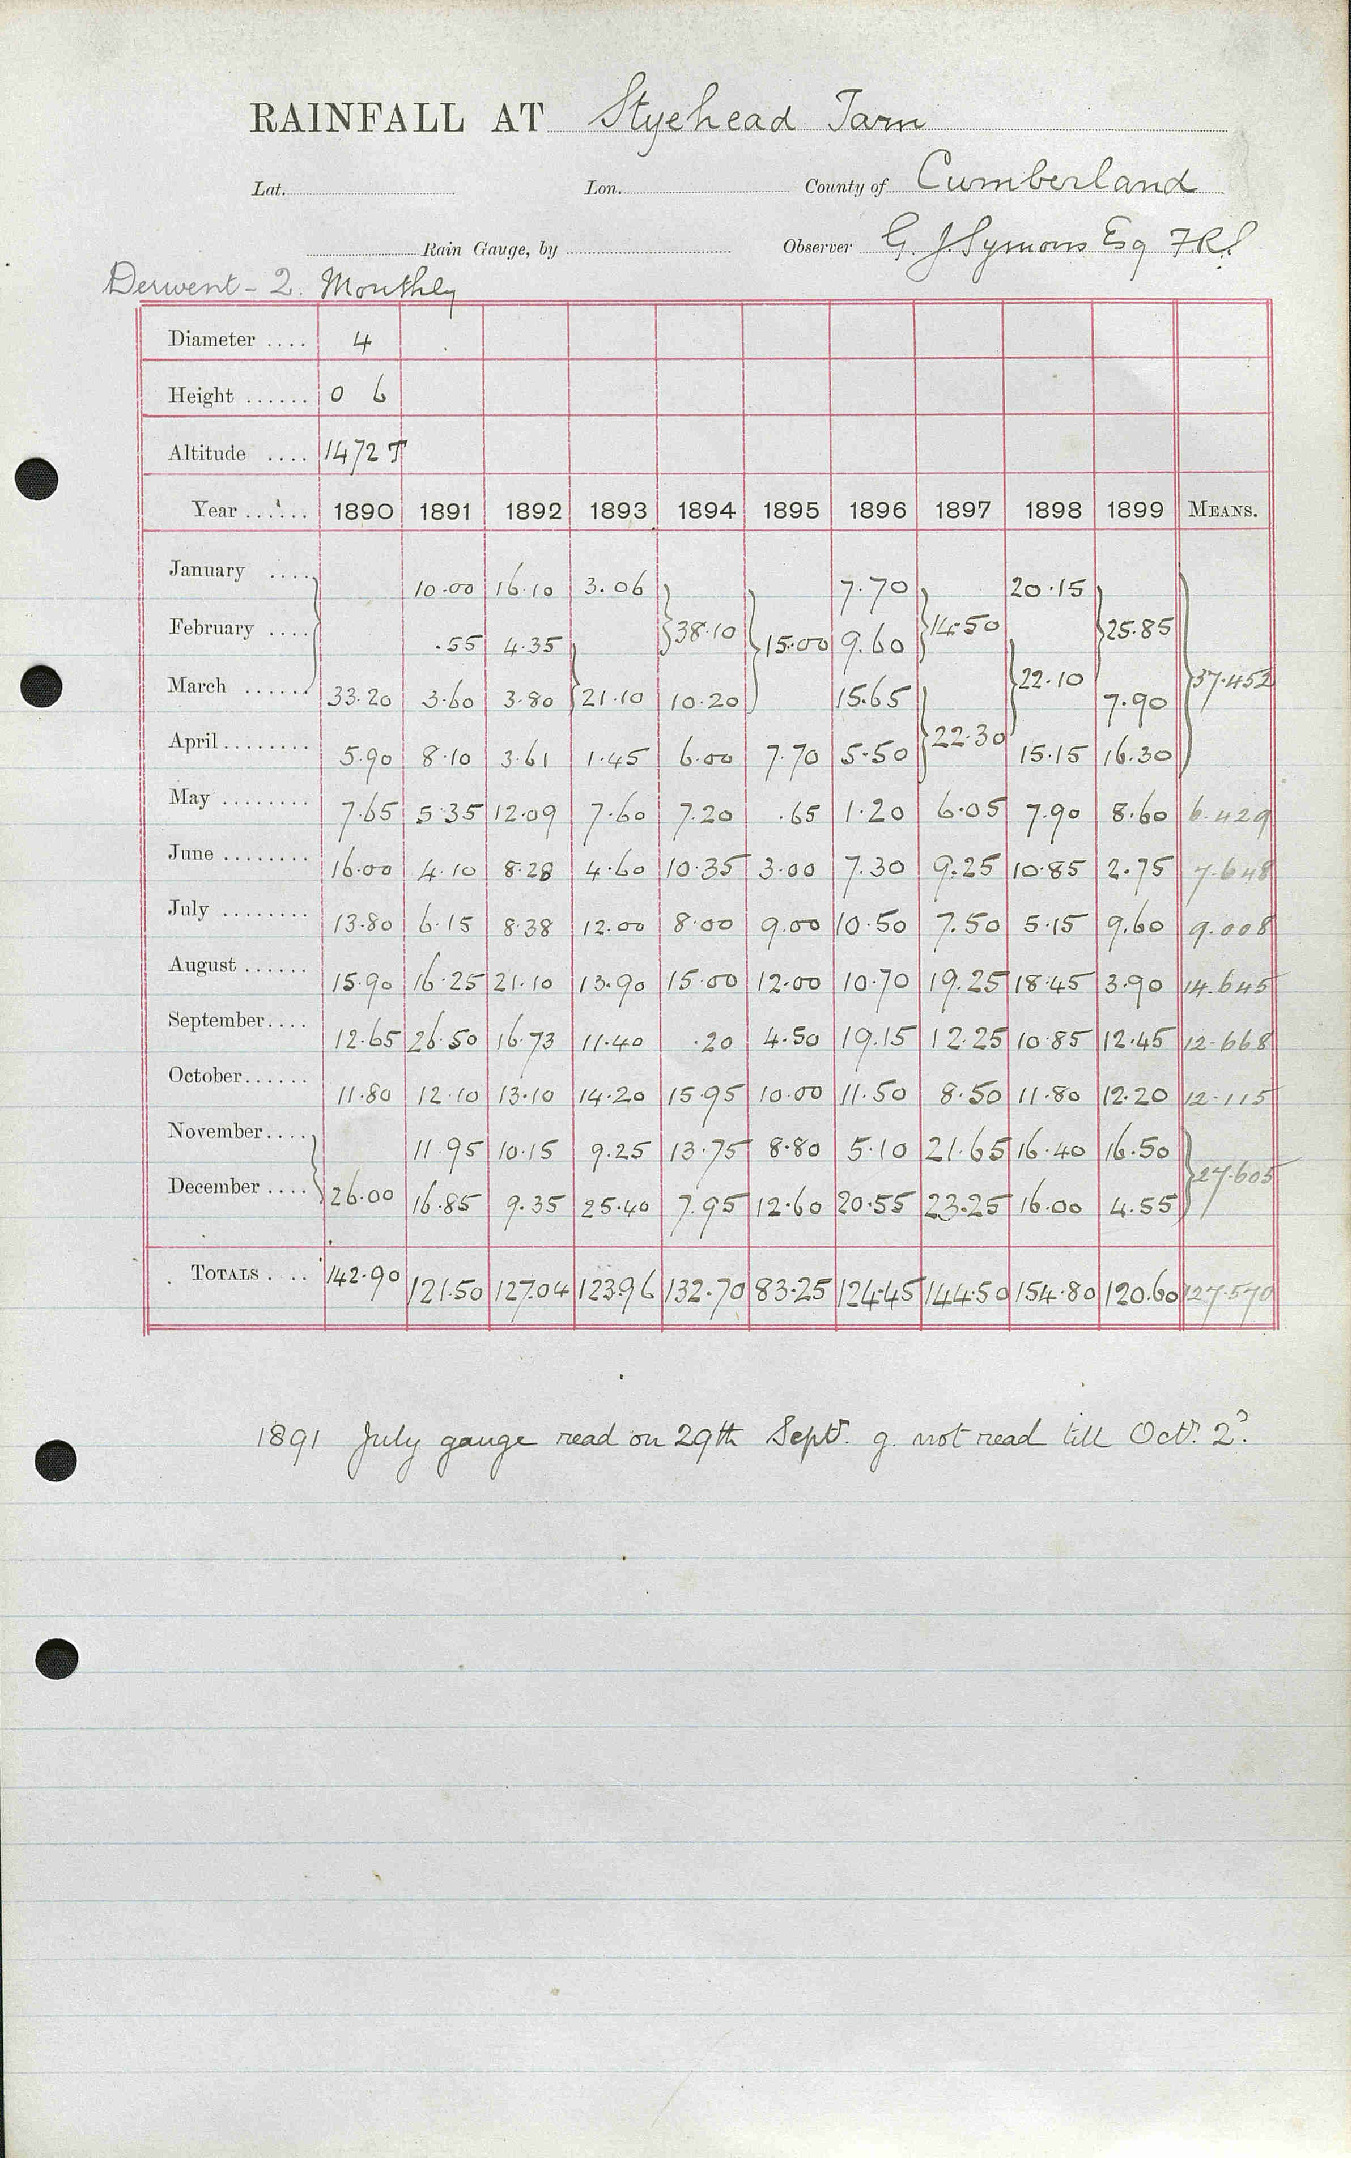 RAINFALL AT Styehead Tarn
Lat. Lon. County of Cumberland
Rain Gauge, by Observer G. J. Symons Esq FRS
Derwent - 2. Monthly
Diameter .... 4
Height ...... 0 6
Altitude .... 1472 T
Year ...... 1890 1891 1892 1893 1894 1895 1896 1897 1898 1899 MEANS.
January .... 10.00 16.10 3.06 7.70 20.15
February .... .55 4.35 38.10 15.00 9.60 14.50 25.85
March ...... 33.20 3.60 3.80 21.10 10.20 15.65 22.10 7.90 37.452
April ........ 5.90 8.10 3.61 1.45 6.00 7.70 5.50 22.30 15.15 16.30
May ........ 7.65 5.35 12.09 7.60 7.20 .65 1.20 6.05 7.90 8.60 6.429
June ........ 16.00 4.10 8.28 4.60 10.35 3.00 7.30 9.25 10.85 2.75 7.648
July ........ 13.80 6.15 8.38 12.00 8.00 9.00 10.50 7.50 5.15 9.60 9.008
August ...... 15.90 16.25 21.10 13.90 15.00 12.00 10.70 19.25 18.45 3.90 14.645
September.... 12.65 26.50 16.73 11.40 .20 4.50 19.15 12.25 10.85 12.45 12.668
October...... 11.80 12.10 13.10 14.20 15.95 10.00 11.50 8.50 11.80 12.20 12.115
November.... 11.95 10.15 9.25 13.75 8.80 5.10 21.65 16.40 16.50
December .... 26.00 16.85 9.35 25.40 7.95 12.60 20.55 23.25 16.00 4.55 27.605
TOTALS .... 142.90 121.50 127.04 123.96 132.70 83.25 124.45 144.50 154.80 120.60 127.570
1891 July gauge read on 29th Septr. g. not read till Octr. 2?